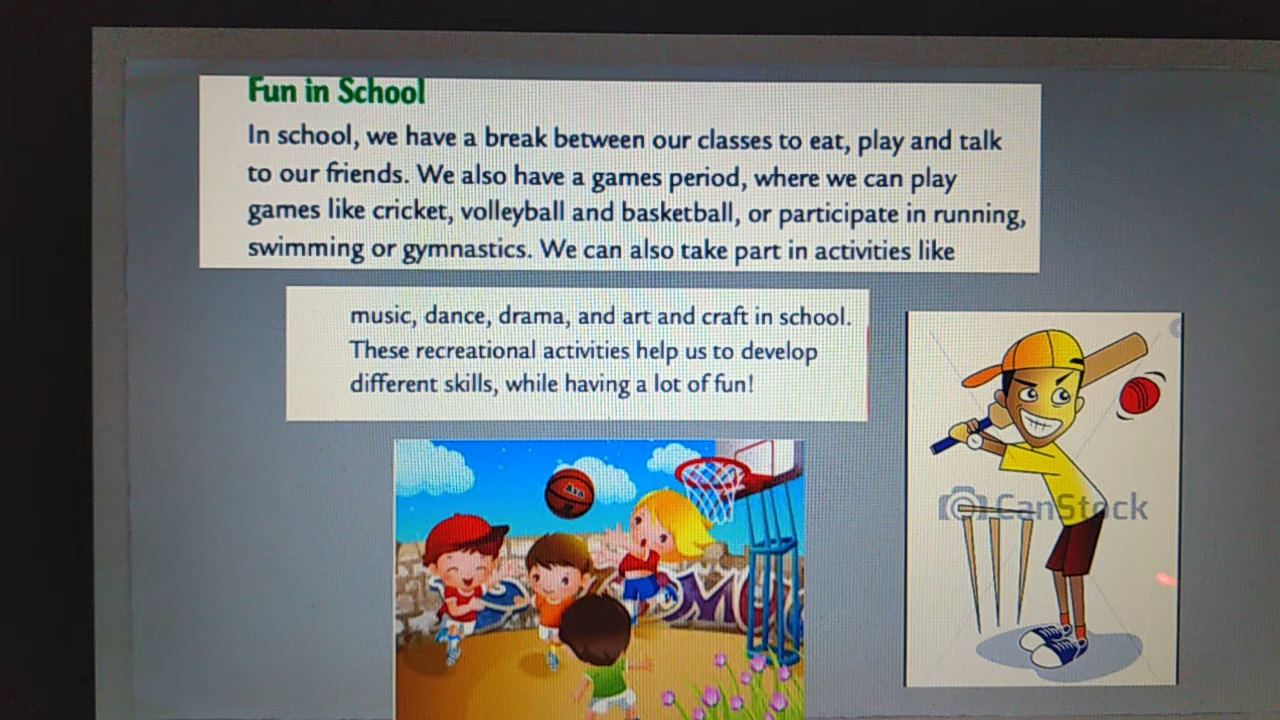 Fun in School
In school, we have a break between our classes to eat, play and talk
to our friends. We also have a games period, where we can play
games like cricket, volleyball and basketball, or participate in running,
swimming or gymnastics. We can also take part in activities like
music, dance, drama, and art and craft in school.
These recreational activities help us to develop
different skills, while having a lot of fun!
CanStock